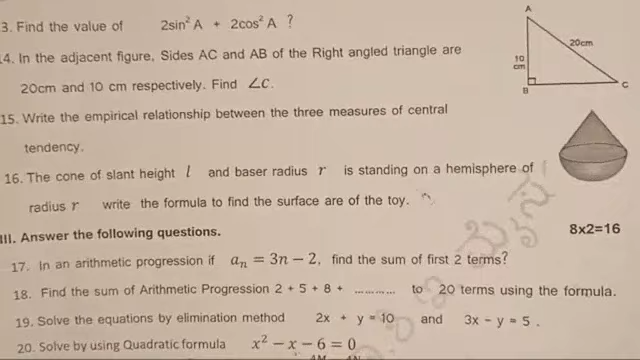 3. Find the value of 2sin² A + 2cos² A ?
14. In the adjacent figure, Sides AC and AB of the Right angled triangle are
20cm and 10 cm respectively. Find ∠C.
A
20cm
10
cm
B
C
15. Write the empirical relationship between the three measures of central
tendency.
16. The cone of slant height l and baser radius r is standing on a hemisphere of
radius r write the formula to find the surface are of the toy.
III. Answer the following questions. 8x2=16
17. In an arithmetic progression if aₙ = 3n − 2, find the sum of first 2 terms?
18. Find the sum of Arithmetic Progression 2 + 5 + 8 + ............ to 20 terms using the formula.
19. Solve the equations by elimination method 2x + y = 10 and 3x – y = 5 .
20. Solve by using Quadratic formula x² − x − 6 = 0